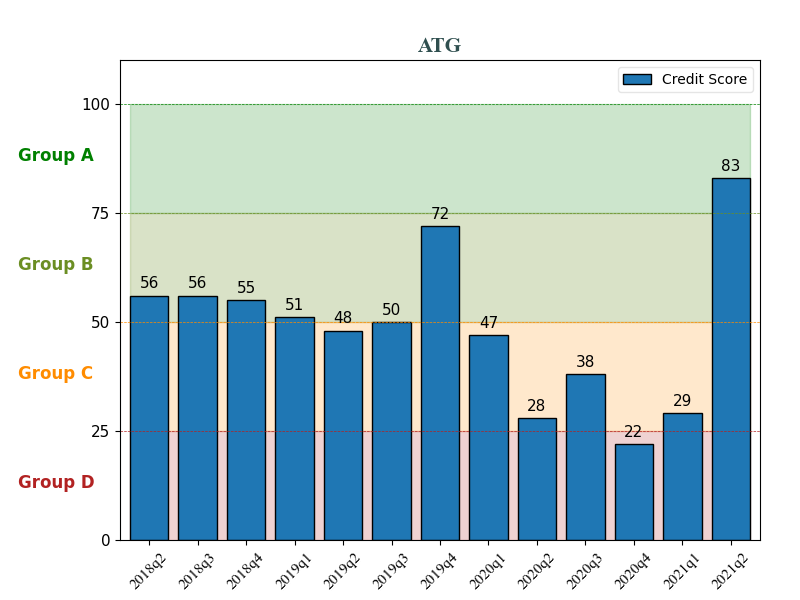 ATG
Credit Score
100
75
50
25
0
Group A
Group B
Group C
Group D
56
56
55
51
48
50
72
47
28
38
22
29
83
2018q2
2018q3
2018q4
2019q1
2019q2
2019q3
2019q4
2020q1
2020q2
2020q3
2020q4
2021q1
2021q2